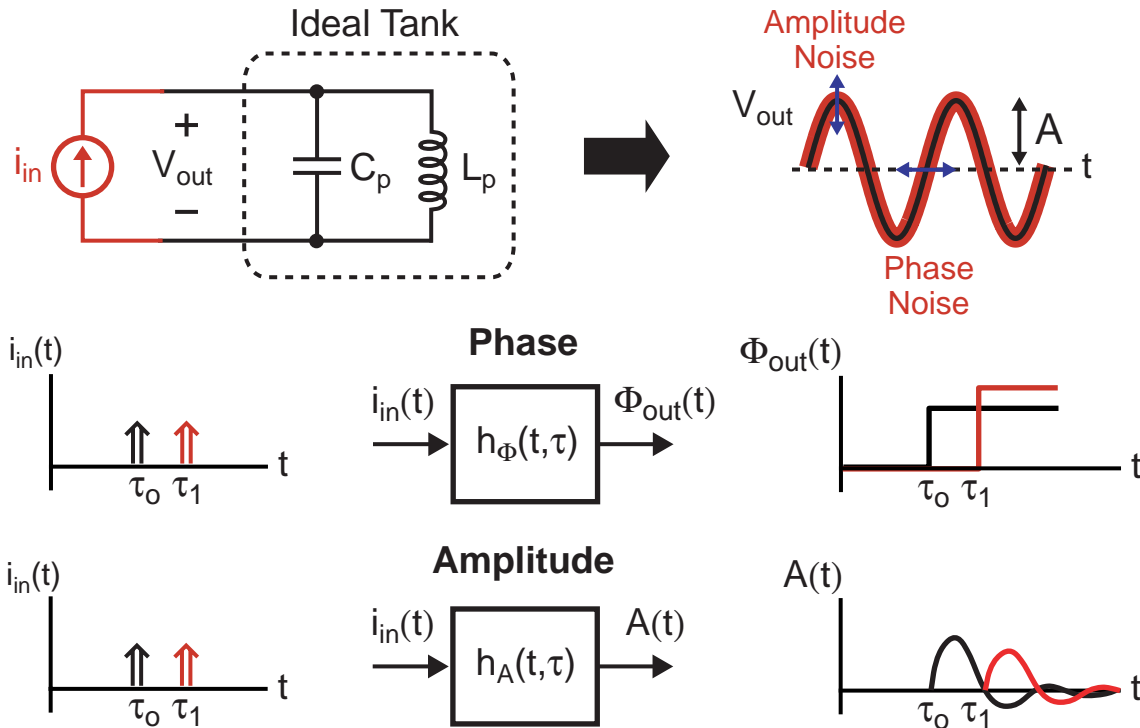 Ideal Tank
Amplitude
Noise
V_out
A
t
i_in
+
V_out
−
C_p
L_p
Phase
Noise
Phase
i_in(t)
t
τ_o τ_1
i_in(t)
h_Φ(t,τ)
Φ_out(t)
Φ_out(t)
t
τ_o τ_1
Amplitude
i_in(t)
t
τ_o τ_1
i_in(t)
h_A(t,τ)
A(t)
A(t)
t
τ_o τ_1